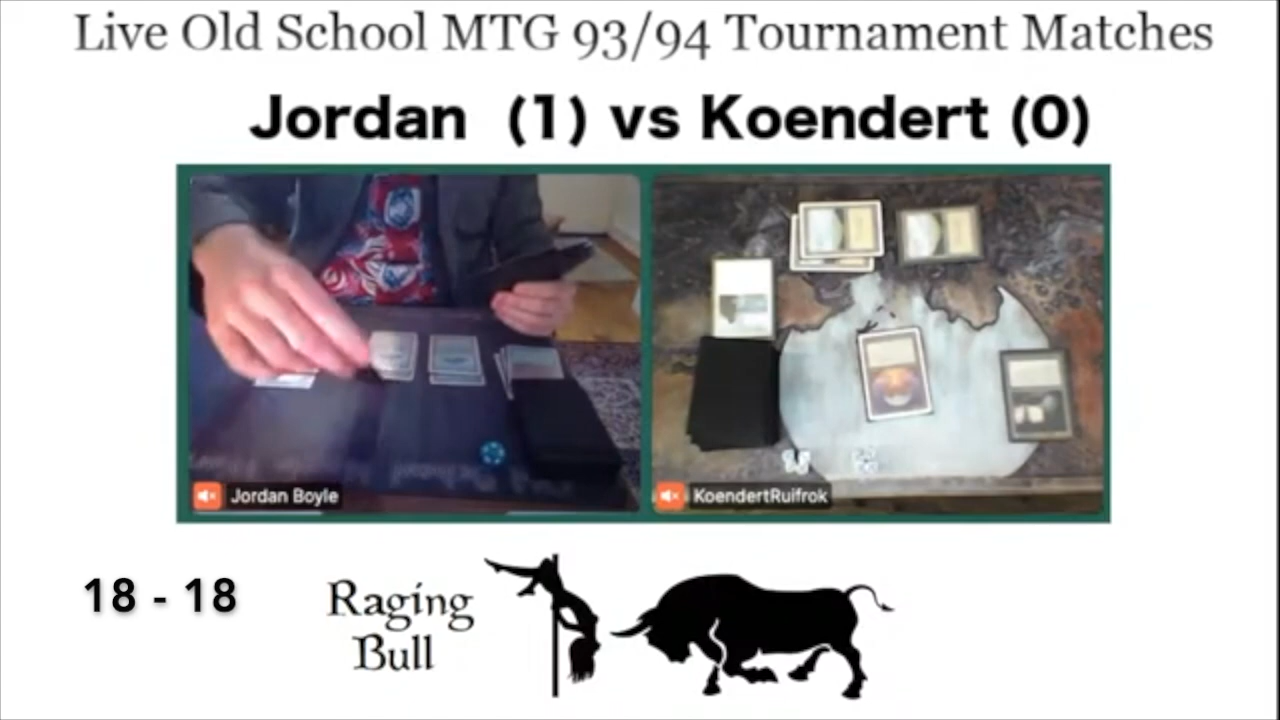 Live Old School MTG 93/94 Tournament Matches
Jordan (1) vs Koendert (0)
Jordan Boyle
KoendertRuifrok
18 - 18
Raging
Bull